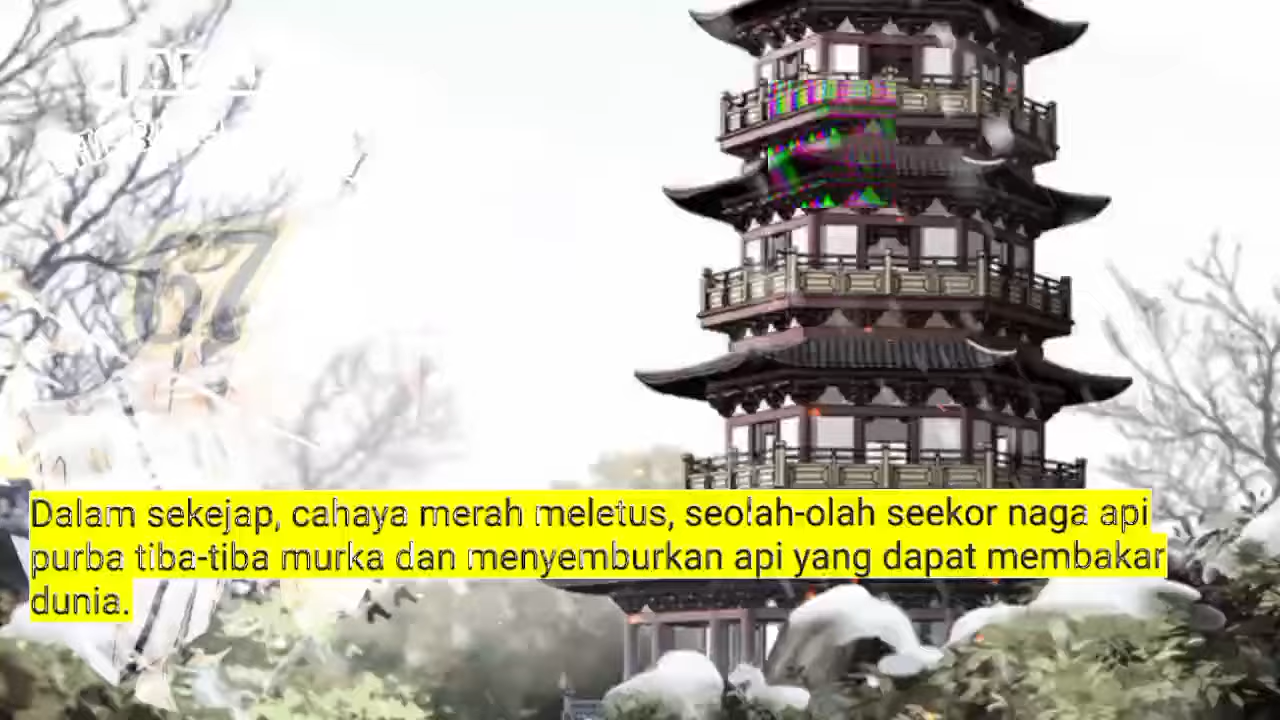 67
Dalam sekejap, cahaya merah meletus, seolah-olah seekor naga api
purba tiba-tiba murka dan menyemburkan api yang dapat membakar
dunia.